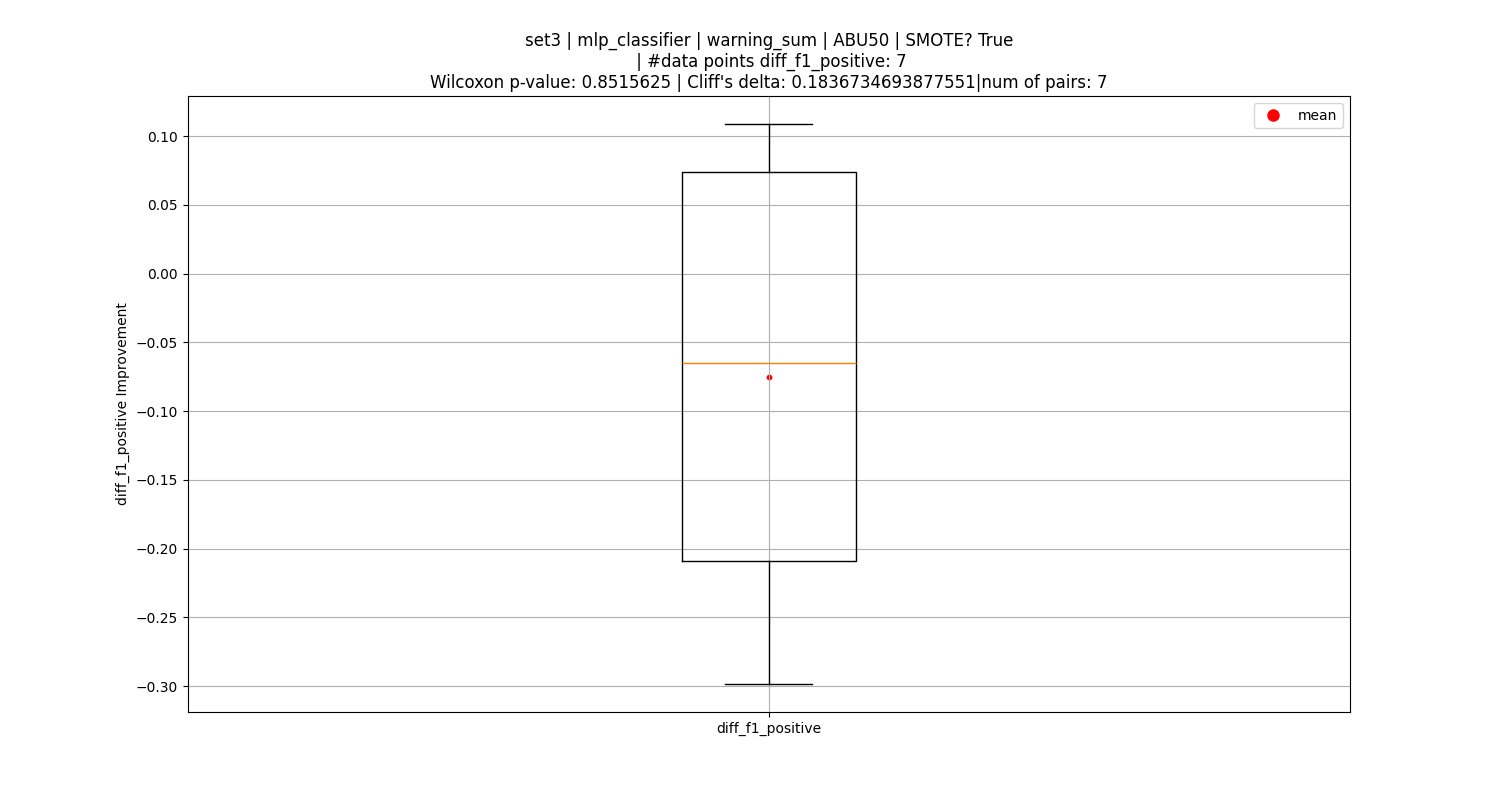 set3 | mlp_classifier | warning_sum | ABU50 | SMOTE? True
| #data points diff_f1_positive: 7
Wilcoxon p-value: 0.8515625 | Cliff's delta: 0.1836734693877551|num of pairs: 7
mean
0.10
0.05
0.00
−0.05
−0.10
−0.15
−0.20
−0.25
−0.30
diff_f1_positive Improvement
diff_f1_positive